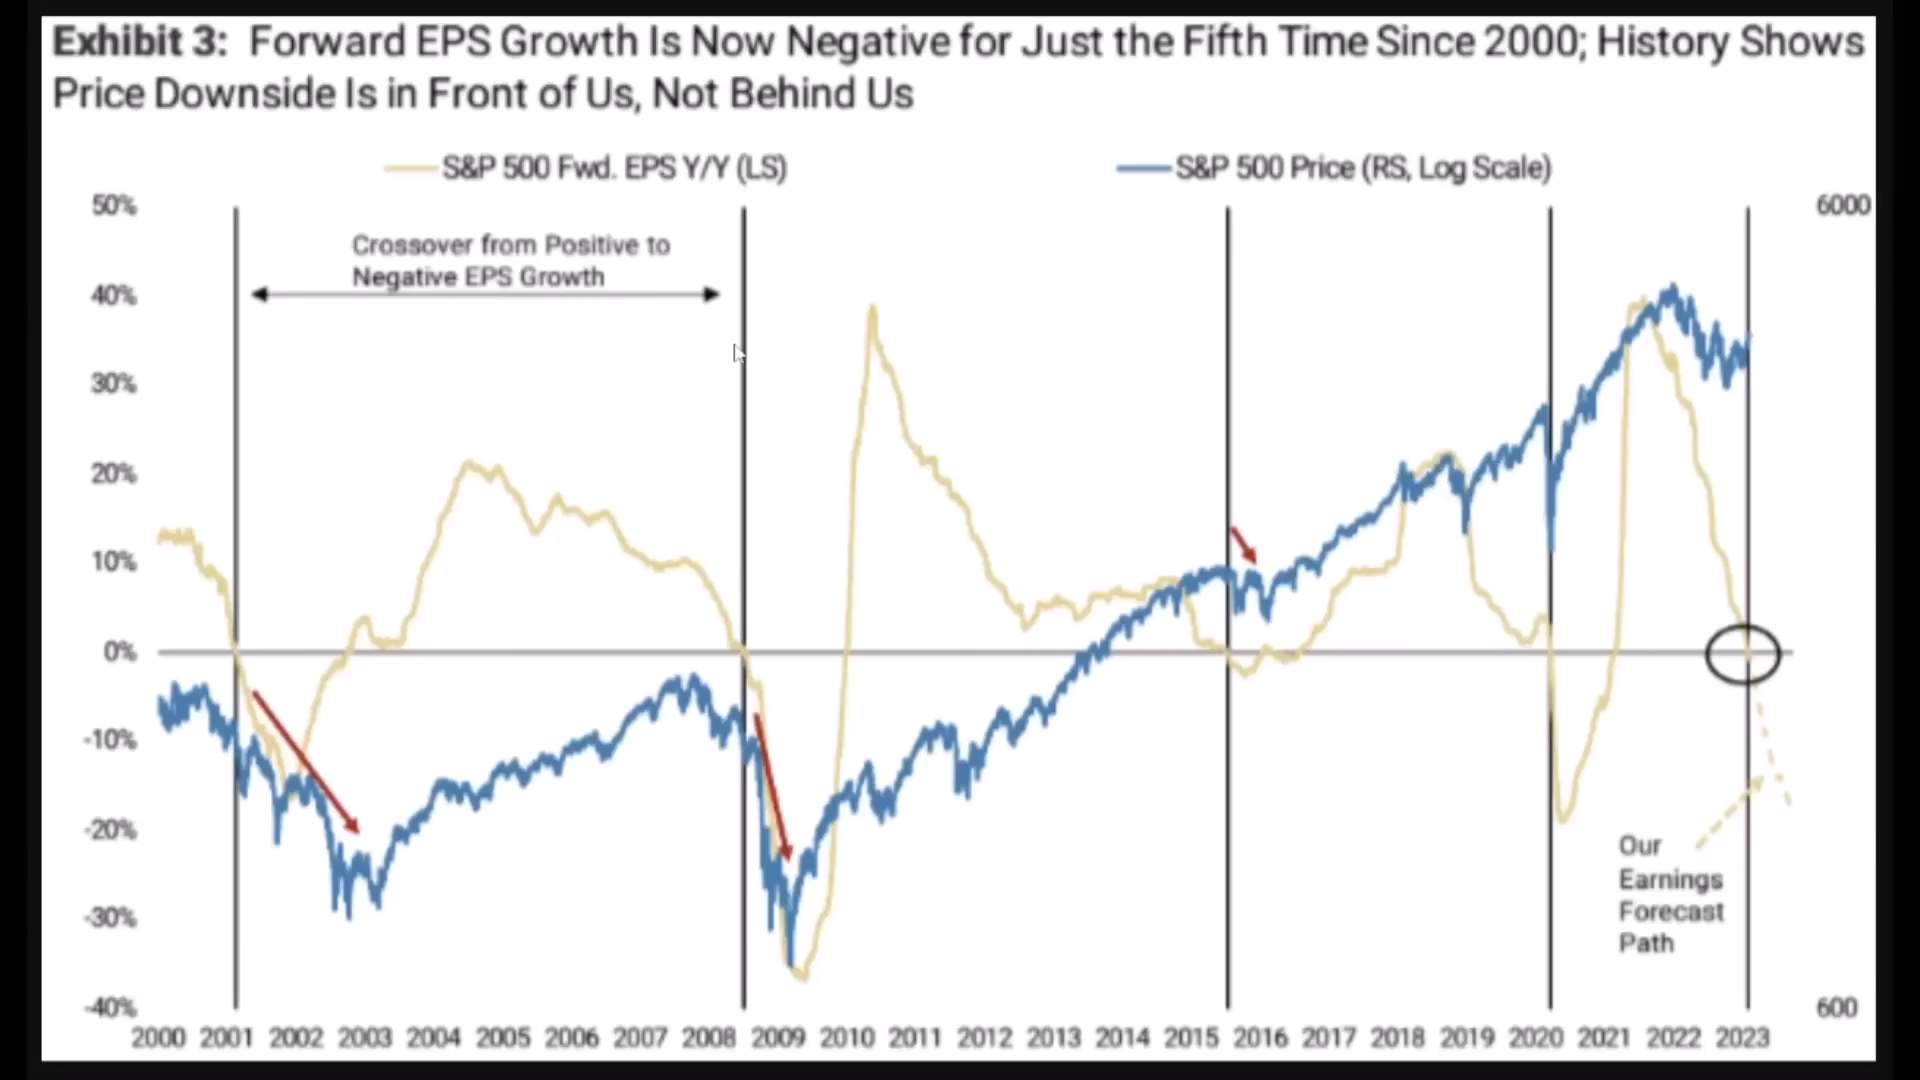 Exhibit 3: Forward EPS Growth Is Now Negative for Just the Fifth Time Since 2000; History Shows
Price Downside Is in Front of Us, Not Behind Us
S&P 500 Fwd. EPS Y/Y (LS)
S&P 500 Price (RS, Log Scale)
50%
40%
30%
20%
10%
0%
-10%
-20%
-30%
-40%
Crossover from Positive to
Negative EPS Growth
6000
600
Our
Earnings
Forecast
Path
2000 2001 2002 2003 2004 2005 2006 2007 2008 2009 2010 2011 2012 2013 2014 2015 2016 2017 2018 2019 2020 2021 2022 2023